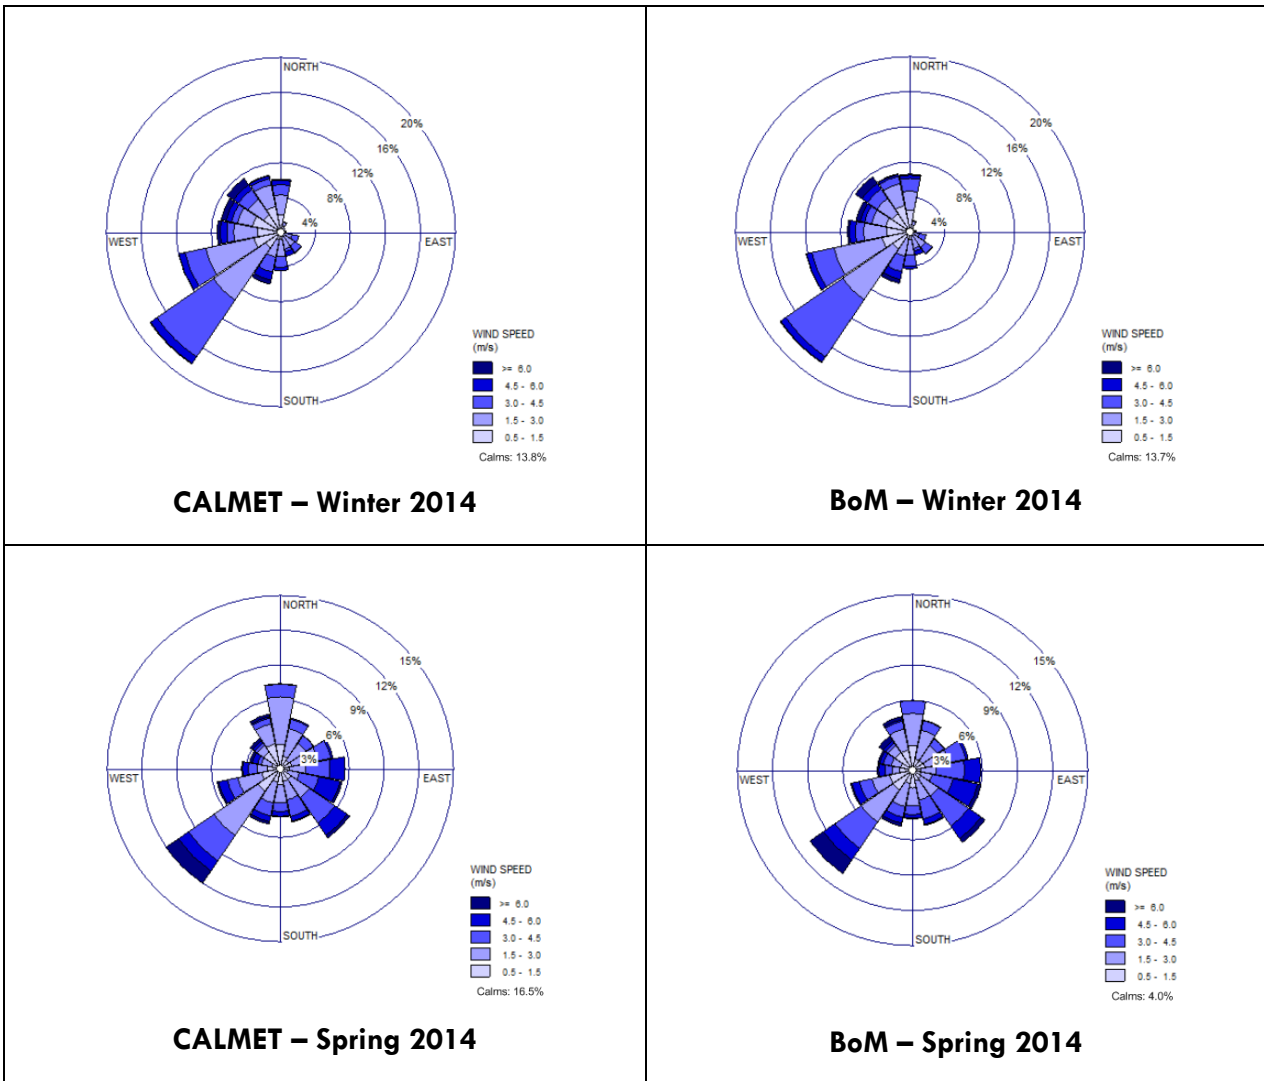 NORTH
20%
16%
12%
8%
4%
WEST
EAST
SOUTH
WIND SPEED
(m/s)
>= 6.0
4.5 - 6.0
3.0 - 4.5
1.5 - 3.0
0.5 - 1.5
Calms: 13.8%
CALMET – Winter 2014
NORTH
20%
16%
12%
8%
4%
WEST
EAST
SOUTH
WIND SPEED
(m/s)
>= 6.0
4.5 - 6.0
3.0 - 4.5
1.5 - 3.0
0.5 - 1.5
Calms: 13.7%
BoM – Winter 2014
NORTH
15%
12%
9%
6%
3%
WEST
EAST
SOUTH
WIND SPEED
(m/s)
>= 6.0
4.5 - 6.0
3.0 - 4.5
1.5 - 3.0
0.5 - 1.5
Calms: 16.5%
CALMET – Spring 2014
NORTH
15%
12%
9%
6%
3%
WEST
EAST
SOUTH
WIND SPEED
(m/s)
>= 6.0
4.5 - 6.0
3.0 - 4.5
1.5 - 3.0
0.5 - 1.5
Calms: 4.0%
BoM – Spring 2014